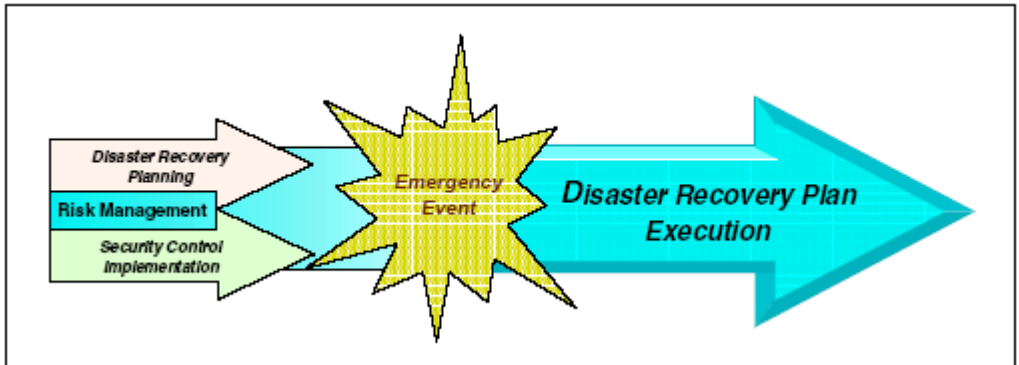 Disaster Recovery
Planning
Risk Management
Security Control
Implementation
Emergency
Event
Disaster Recovery Plan
Execution